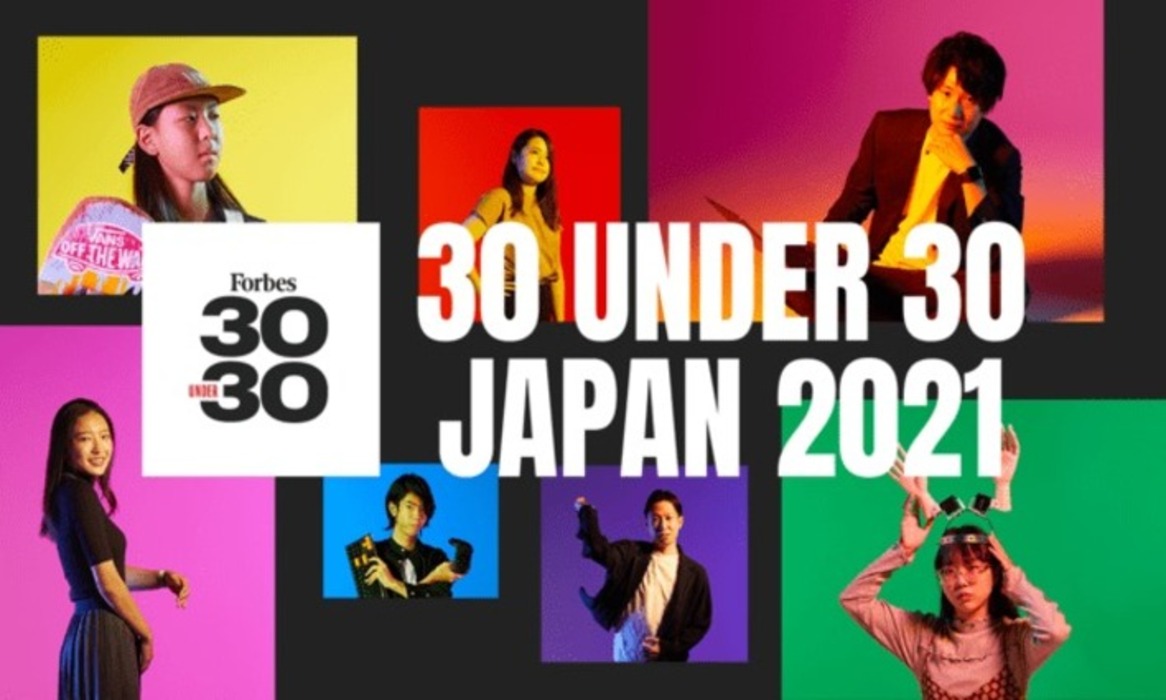 VANS
OFF THE WA
Forbes
30
UNDER
30
30 UNDER 30
JAPAN 2021